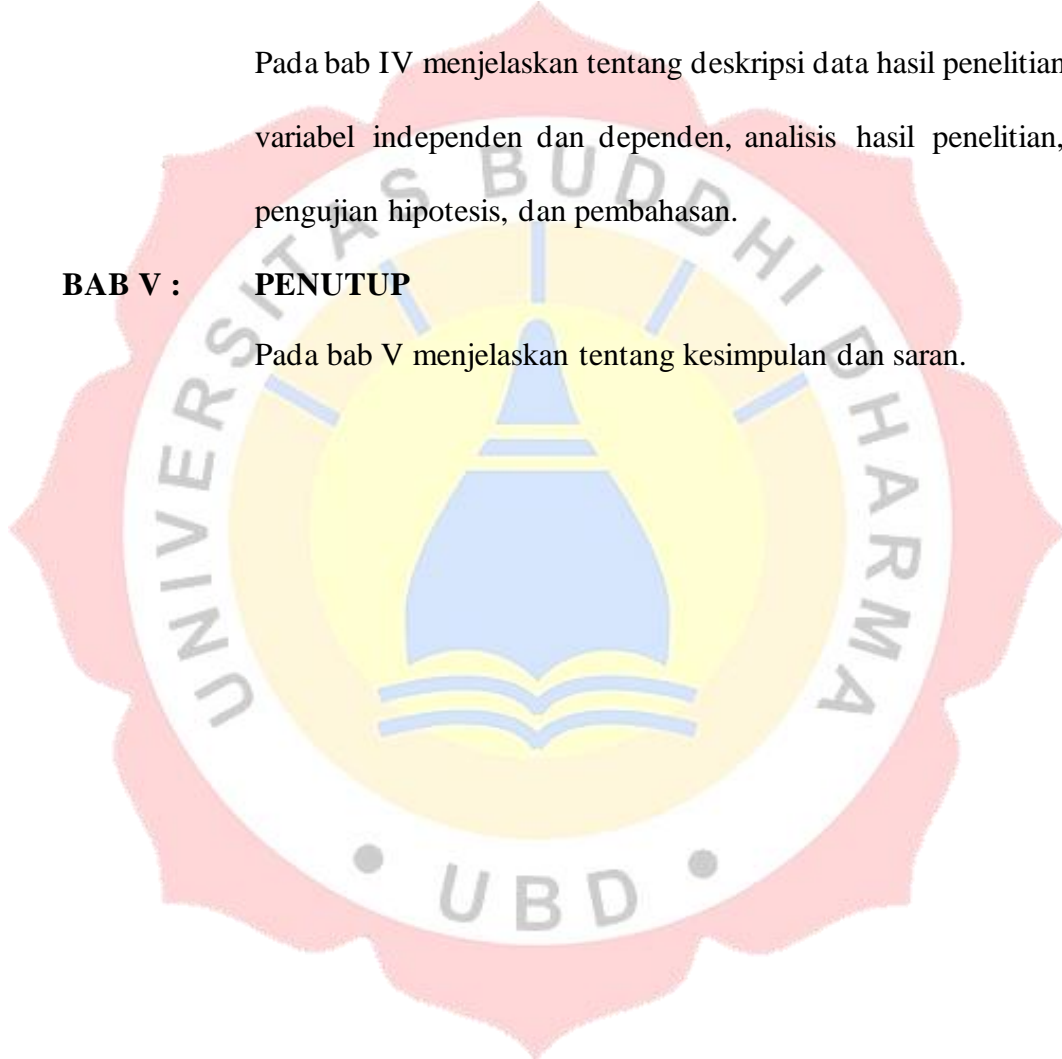 Pada bab IV menjelaskan tentang deskripsi data hasil penelitian
variabel independen dan dependen, analisis hasil penelitian,
pengujian hipotesis, dan pembahasan.
BAB V : PENUTUP
Pada bab V menjelaskan tentang kesimpulan dan saran.
UNIVERSITAS BUDDHI DHARMA
• UBD •